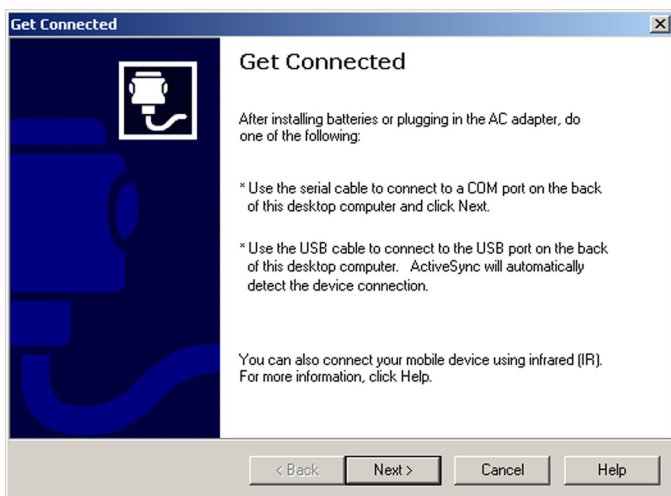 Get Connected
Get Connected
After installing batteries or plugging in the AC adapter, do
one of the following:
* Use the serial cable to connect to a COM port on the back
of this desktop computer and click Next.
* Use the USB cable to connect to the USB port on the back
of this desktop computer.   ActiveSync will automatically
detect the device connection.
You can also connect your mobile device using infrared (IR).
For more information, click Help.
< Back   Next >   Cancel   Help